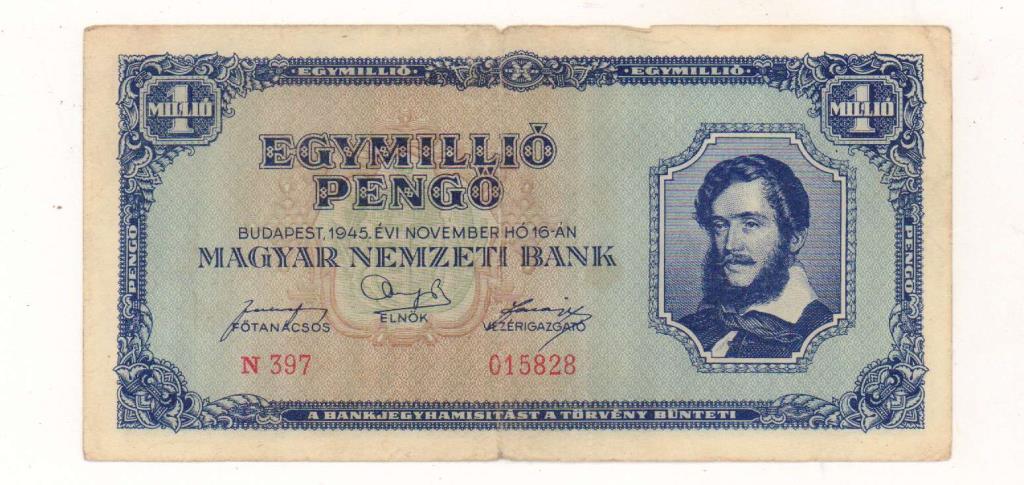 EGYMILLIÓ EGYMILLIÓ
1 MILLIÓ
1 MILLIÓ
EGYMILLIÓ
PENGŐ
BUDAPEST, 1945. ÉVI NOVEMBER HÓ 16-ÁN
MAGYAR NEMZETI BANK
FŐTANÁCSOS
ELNÖK
VEZÉRIGAZGATÓ
N 397 015828
PENGŐ
PENGŐ
A BANKJEGYHAMISITÁST A TÖRVÉNY BÜNTETI